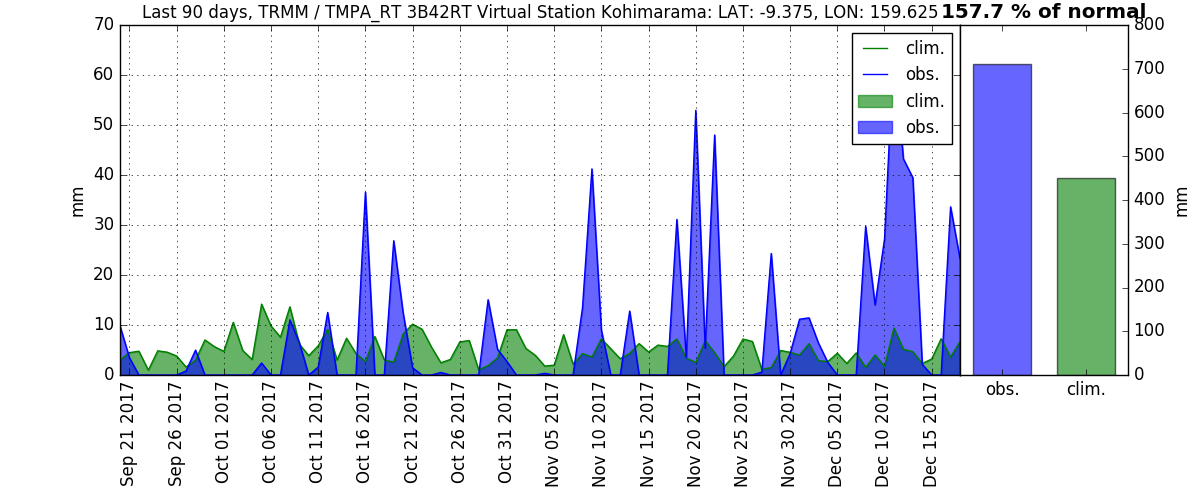 Last 90 days, TRMM / TMPA_RT 3B42RT Virtual Station Kohimarama: LAT: -9.375, LON: 159.625
157.7 % of normal
70
60
50
40
30
20
10
0
mm
clim.
obs.
clim.
obs.
800
700
600
500
400
300
200
100
0
mm
Sep 21 2017
Sep 26 2017
Oct 01 2017
Oct 06 2017
Oct 11 2017
Oct 16 2017
Oct 21 2017
Oct 26 2017
Oct 31 2017
Nov 05 2017
Nov 10 2017
Nov 15 2017
Nov 20 2017
Nov 25 2017
Nov 30 2017
Dec 05 2017
Dec 10 2017
Dec 15 2017
obs.
clim.